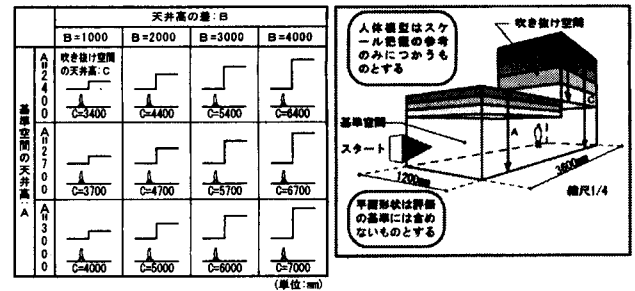 天井高の差：B
B=1000 B=2000 B=3000 B=4000
基準空間の天井高：A
A=2400
吹き抜け空間
の天井高：C
C=3400 C=4400 C=5400 C=6400
A=2700
C=3700 C=4700 C=5700 C=6700
A=3000
C=4000 C=5000 C=6000 C=7000
(単位：mm)
人体模型はスケ
ール把握の参考
のみにつかうも
のとする
吹き抜け空間
C
基準空間
A
スタート
1200mm
3600mm
縮尺1/4
平面形状は評価
の基準には含め
ないものとする